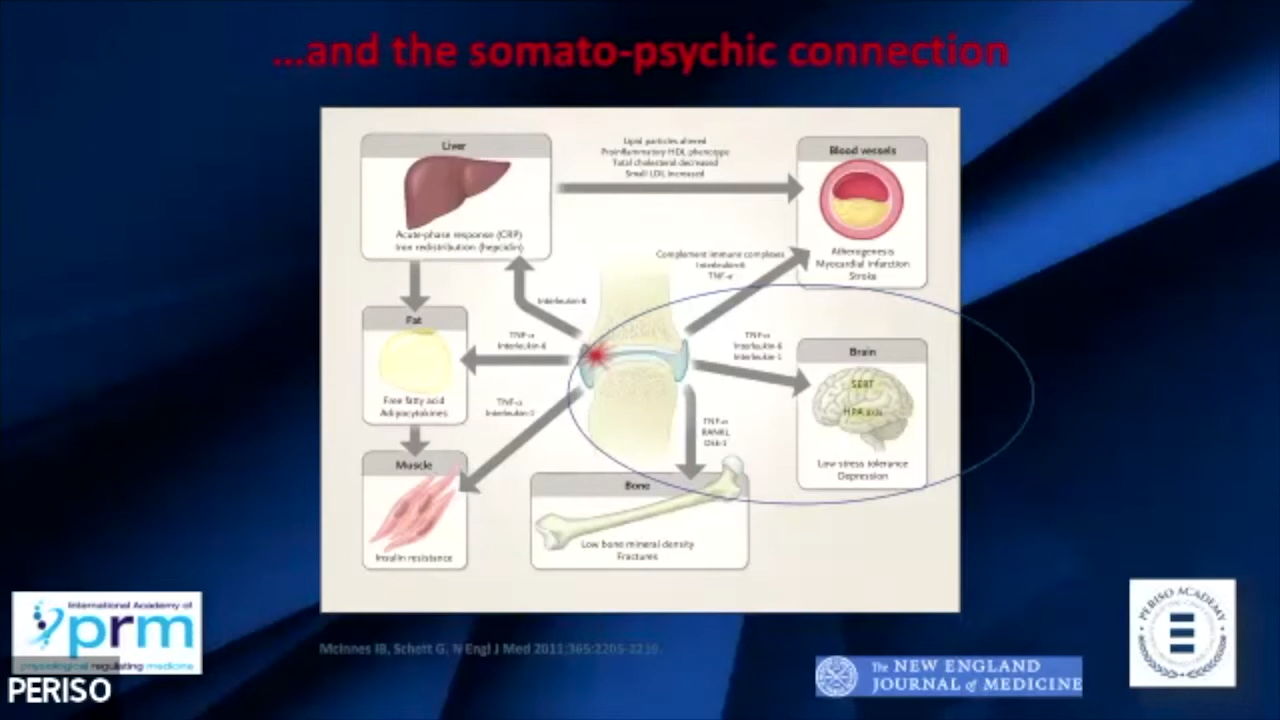 ...and the somato-psychic connection
Liver
Acute-phase response (CRP)
Iron redistribution (hepcidin)
Lipid particles altered
Proinflammatory HDL phenotype
Total cholesterol decreased
Small LDL increased
Blood vessels
Atherogenesis
Myocardial infarction
Stroke
Complement immune complexes
Interleukin-6
TNF-α
Interleukin-6
Fat
Free fatty acid
Adipocytokines
TNF-α
Interleukin-6
TNF-α
Interleukin-6
Interleukin-1
Brain
SERT
HPA axis
Low stress tolerance
Depression
TNF-α
Interleukin-1
TNF-α
RANKL
Dkk-1
Muscle
Insulin resistance
Bone
Low bone mineral density
Fractures
International Academy of
prm
physiological regulating medicine
PERISO
McInnes IB, Schett G. N Engl J Med 2011;365:2205-2219.
The NEW ENGLAND
JOURNAL of MEDICINE
PERISO ACADEMY